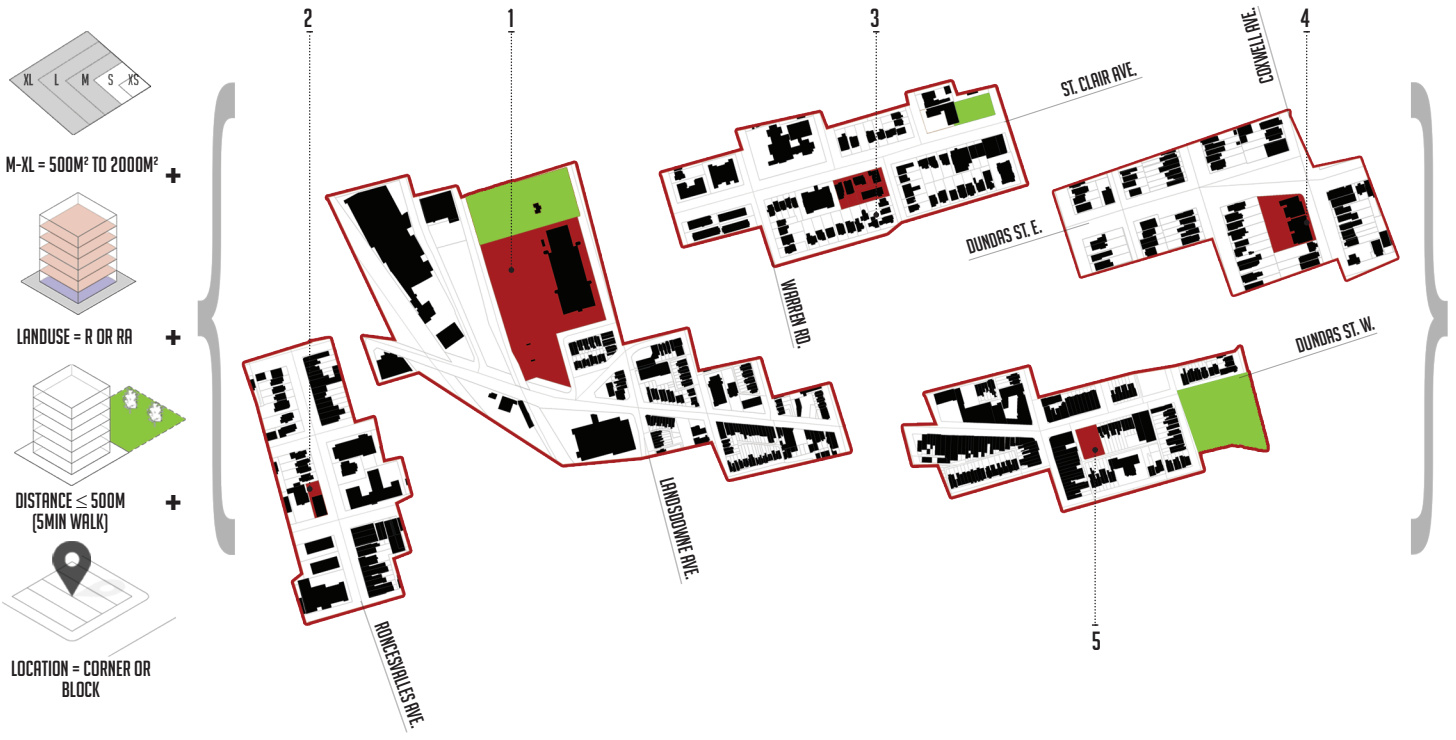 XL L M S XS
M-XL = 500M² TO 2000M²
+
LANDUSE = R OR RA
+
DISTANCE ≤ 500M
(5MIN WALK)
+
LOCATION = CORNER OR
BLOCK
2
1
3
4
5
ST. CLAIR AVE.
COXWELL AVE.
DUNDAS ST. E.
WARREN RD.
DUNDAS ST. W.
LANDSDOWNE AVE.
RONCESVALLES AVE.